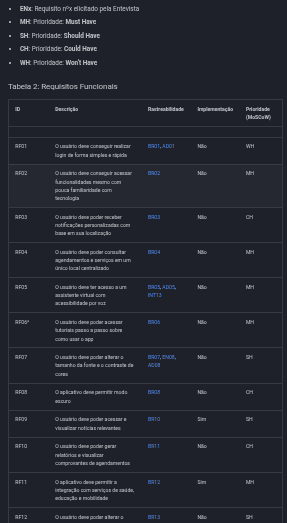 • ENx: Requisito nºx elicitado pela Entevista
• MH: Prioridade: Must Have
• SH: Prioridade: Should Have
• CH: Prioridade: Could Have
• WH: Prioridade: Won't Have
Tabela 2: Requisitos Funcionais
ID Descrição Rastreabilidade Implementação Prioridade
(MoSCoW)
RF01 O usuário deve conseguir realizar BR01, AD01 Não WH
login de forma simples e rápida
RF02 O usuário deve conseguir acessar BR02 Não MH
funcionalidades mesmo com
pouca familiaridade com
tecnologia
RF03 O usuário deve poder receber BR03 Não CH
notificações personalizadas com
base em sua localização
RF04 O usuário deve poder consultar BR04 Não MH
agendamentos e serviços em um
único local centralizado
RF05 O usuário deve ter acesso a um BR05, AD05, Não MH
assistente virtual com INT13
acessibilidade por voz
RF06* O usuário deve poder acessar BR06 Não MH
tutoriais passo a passo sobre
como usar o app
RF07 O usuário deve poder alterar o BR07, EN08, Não SH
tamanho da fonte e o contraste de AD09
cores
RF08 O aplicativo deve permitir modo BR08 Não CH
escuro
RF09 O usuário deve poder acessar e BR10 Sim SH
visualizar notícias relevantes
RF10 O usuário deve poder gerar BR11 Não CH
relatórios e visualizar
comprovantes de agendamentos
RF11 O aplicativo deve permitir a BR12 Sim MH
integração com serviços de saúde,
educação e mobilidade
RF12 O usuário deve poder alterar o BR13 Não SH